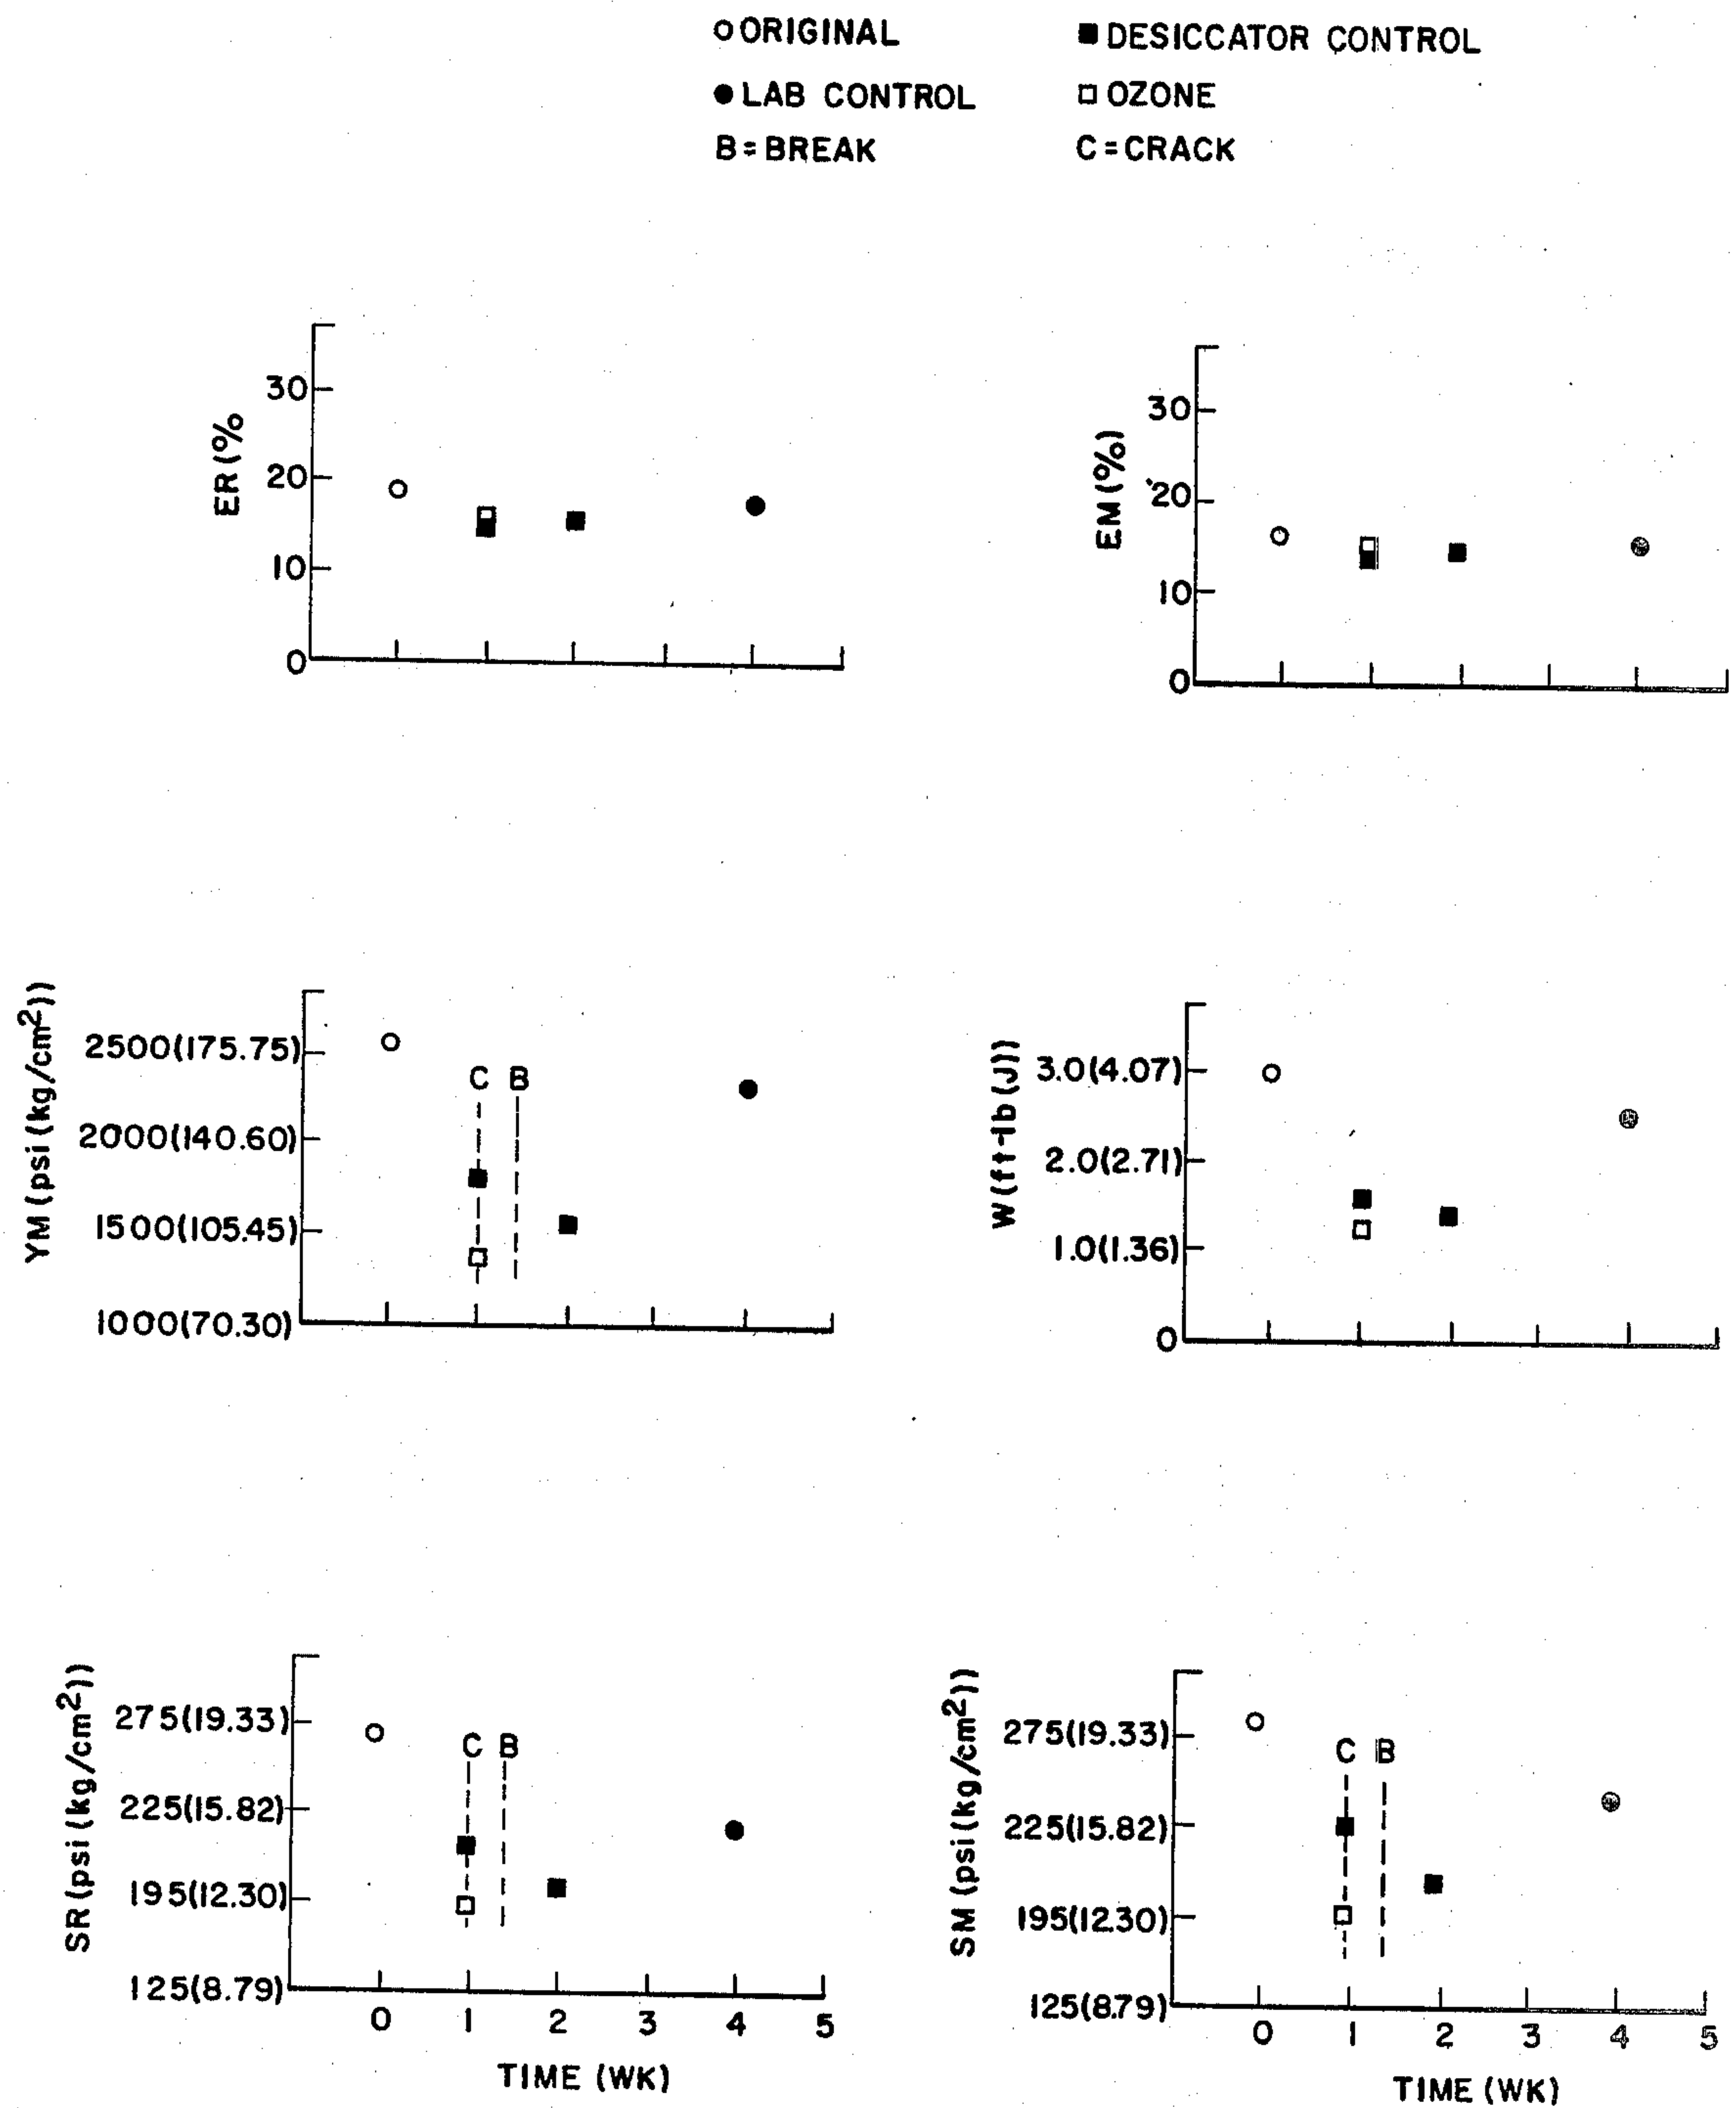 ○ ORIGINAL ■ DESICCATOR CONTROL
● LAB CONTROL □ OZONE
B = BREAK C = CRACK
ER (%
30
20
10
0
EM (%)
30
20
10
0
YM (psi (kg/cm²))
2500(175.75)
2000(140.60)
1500(105.45)
1000(70.30)
C B
W (ft-lb (J))
3.0(4.07)
2.0(2.71)
1.0(1.36)
0
SR (psi (kg/cm²))
275(19.33)
225(15.82)
195(12.30)
125(8.79)
C B
0 1 2 3 4 5
TIME (WK)
SM (psi (kg/cm²))
275(19.33)
225(15.82)
195(12.30)
125(8.79)
C B
0 1 2 3 4 5
TIME (WK)